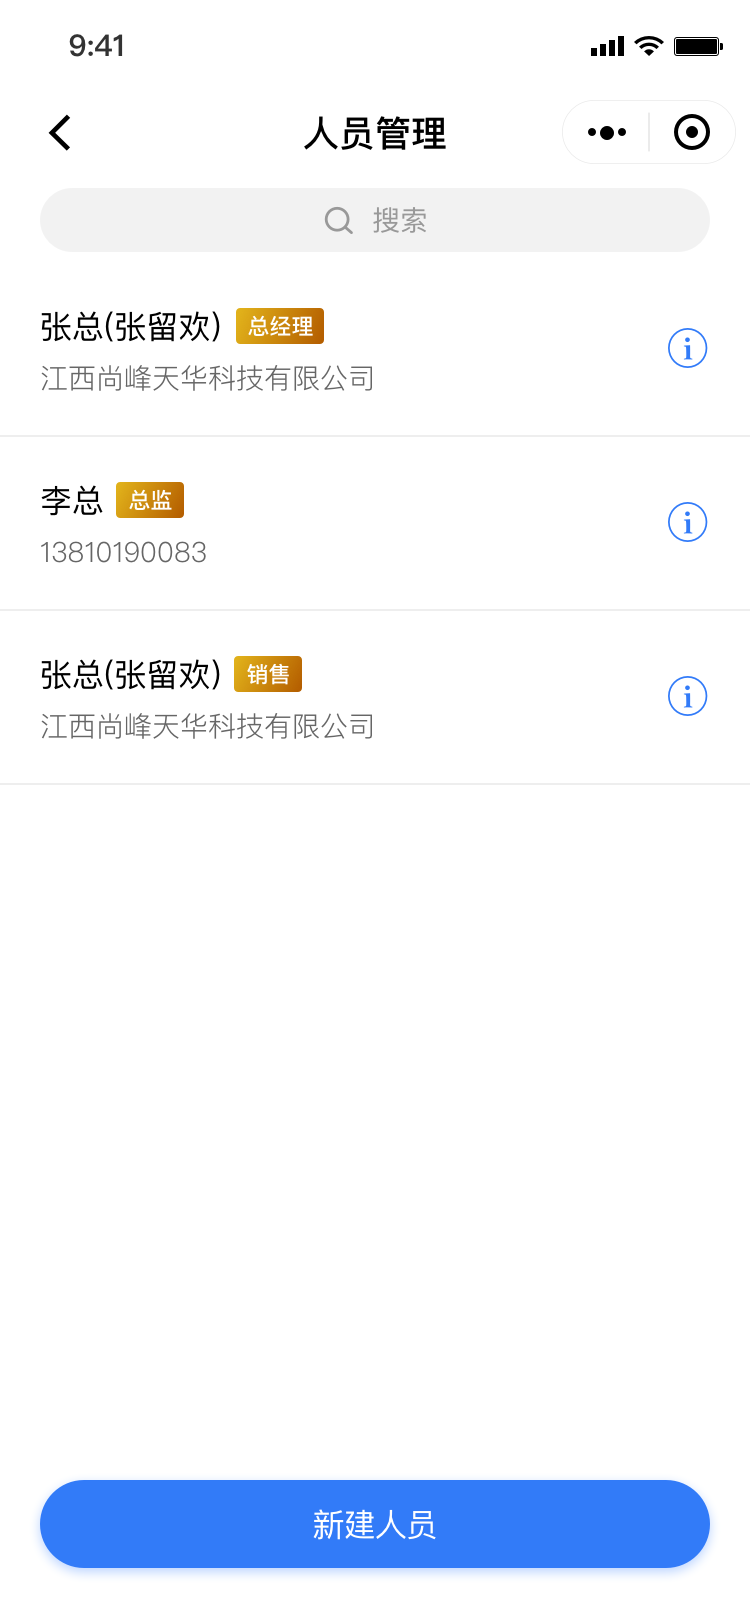 9:41
人员管理
搜索
张总(张留欢) 总经理
江西尚峰天华科技有限公司
李总 总监
13810190083
张总(张留欢) 销售
江西尚峰天华科技有限公司
新建人员